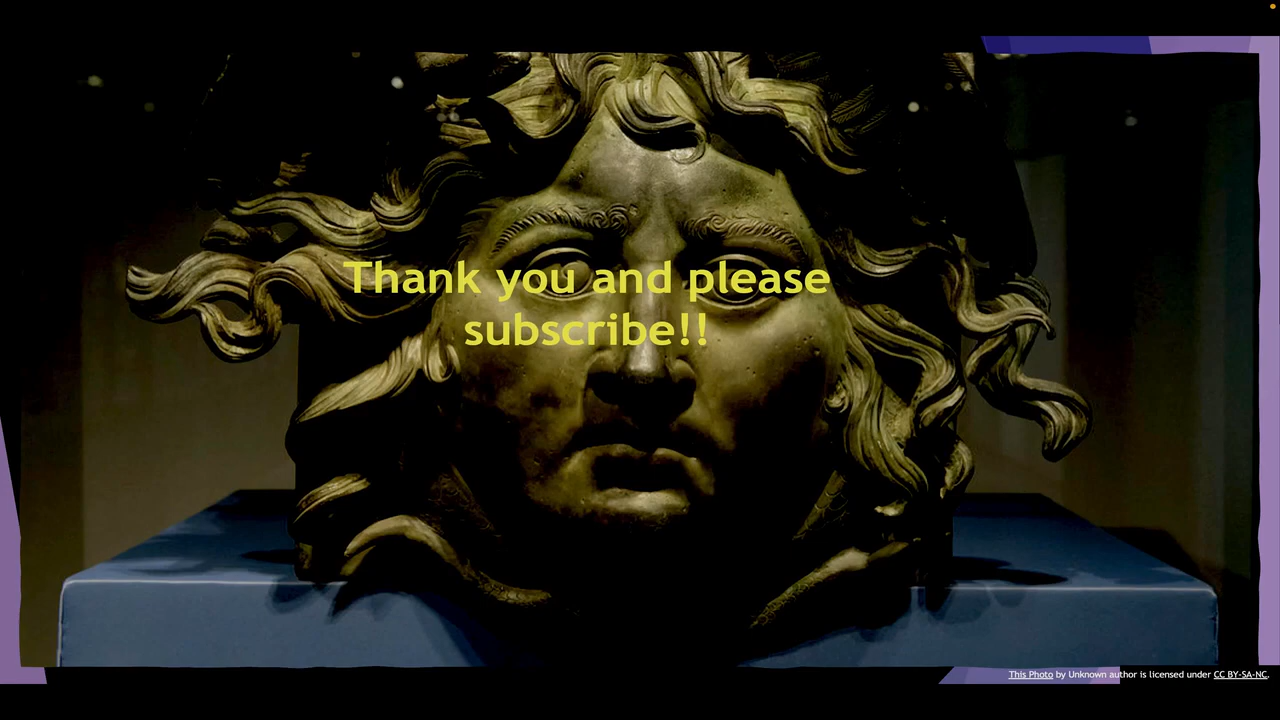 Thank you and please
subscribe!!
This Photo by Unknown author is licensed under CC BY-SA-NC.